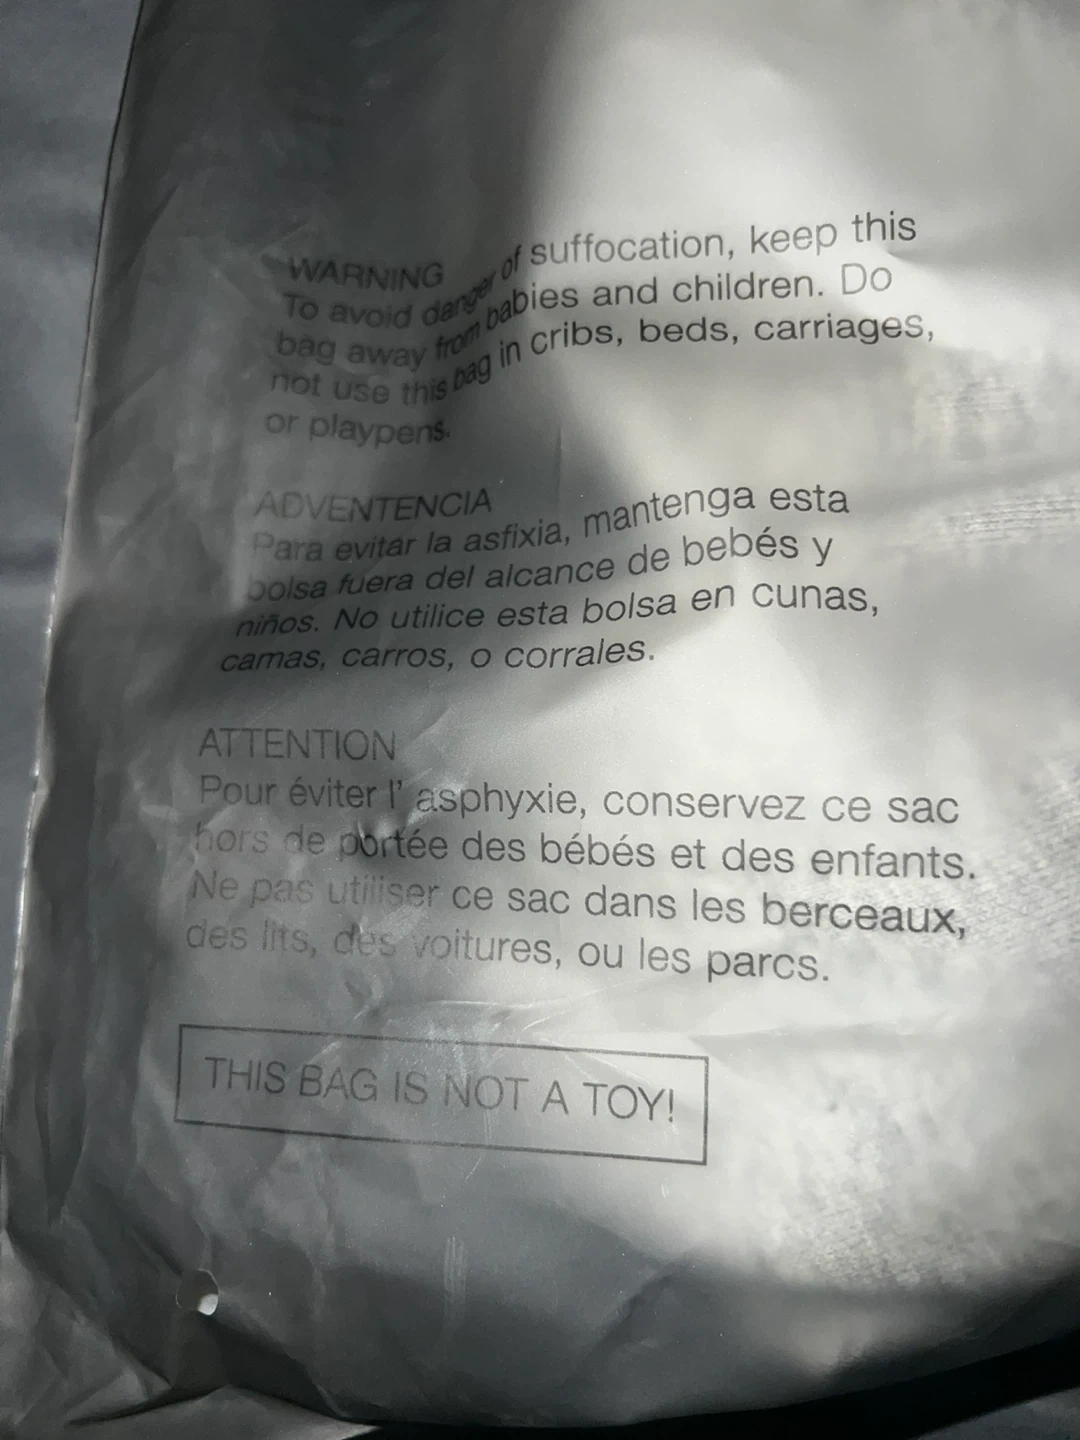 WARNING
To avoid danger of suffocation, keep this
bag away from babies and children. Do
not use this bag in cribs, beds, carriages,
or playpens.
ADVENTENCIA
Para evitar la asfixia, mantenga esta
bolsa fuera del alcance de bebés y
niños. No utilice esta bolsa en cunas,
camas, carros, o corrales.
ATTENTION
Pour éviter l' asphyxie, conservez ce sac
hors de portée des bébés et des enfants.
Ne pas utiliser ce sac dans les berceaux,
des lits, des voitures, ou les parcs.
THIS BAG IS NOT A TOY!